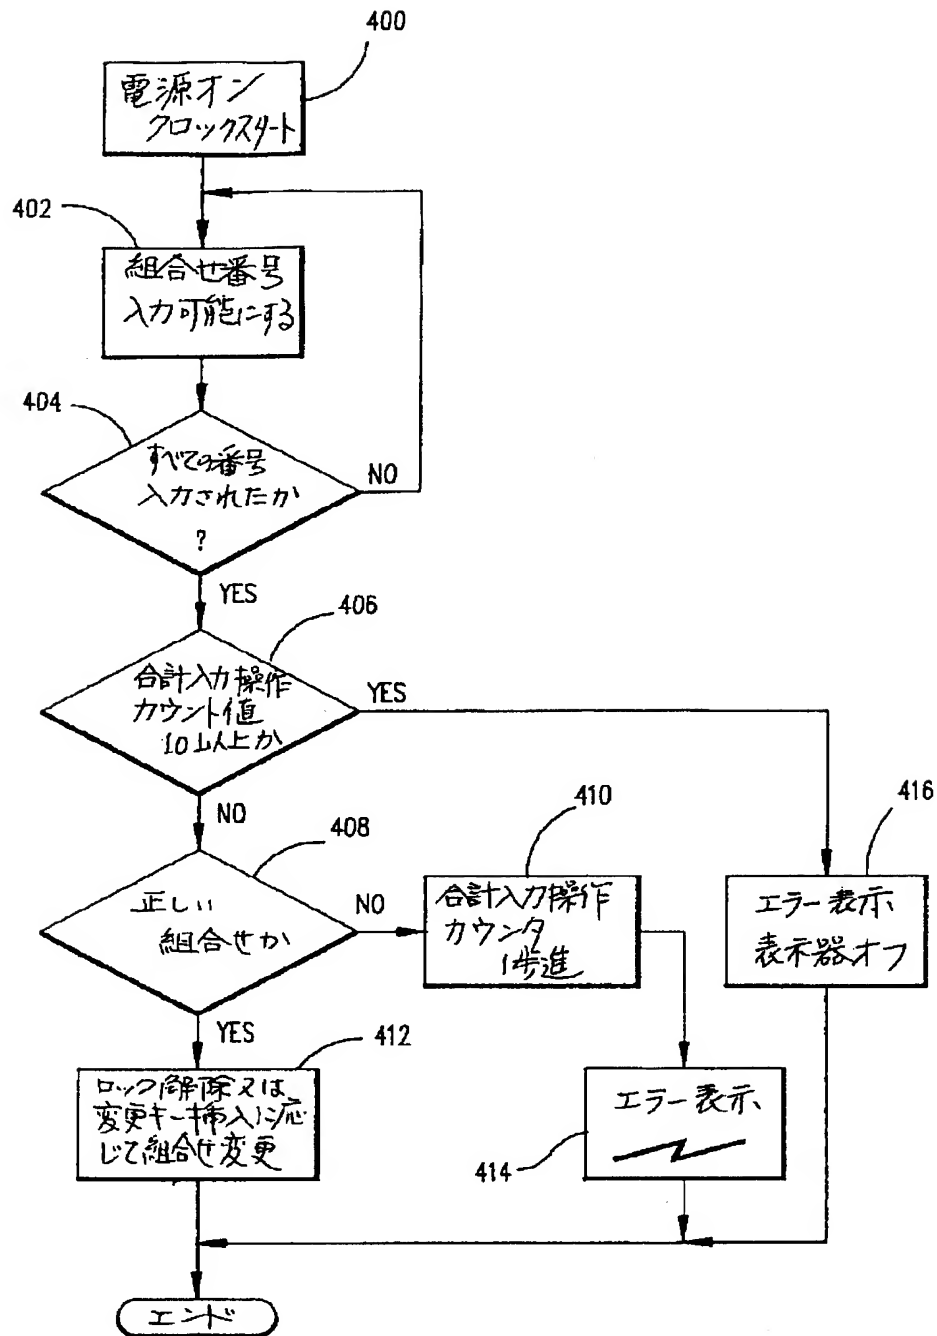 400
電源オン
クロックスタート
402
組合せ番号
入力可能にする
404
すべての番号
入力されたか
?
NO
YES
406
合計入力操作
カウント値
10以上か
YES
NO
408
正しい
組合せか
NO
410
合計入力操作
カウンタ
1歩進
416
エラー表示
表示器オフ
YES
412
ロック解除又は
変更キー挿入に応
じて組合せ変更
エラー表示
414
エンド